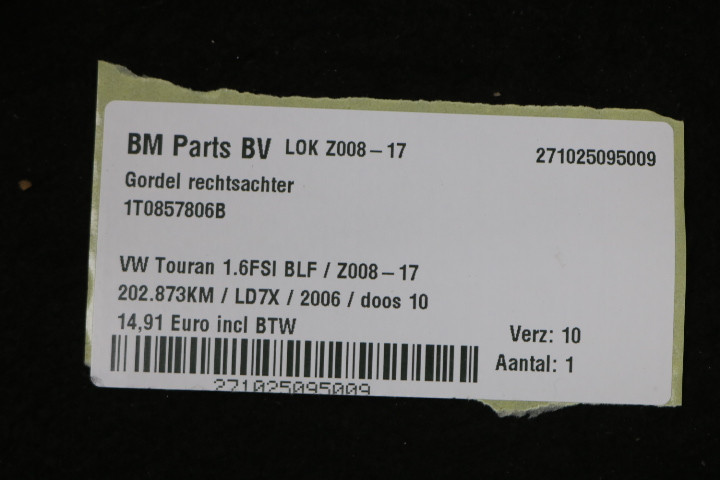 BM Parts BV LOK Z008-17 271025095009
Gordel rechtsachter
1T0857806B
VW Touran 1.6FSI BLF / Z008-17
202.873KM / LD7X / 2006 / doos 10
14,91 Euro incl BTW
Verz: 10
Aantal: 1
271025095009